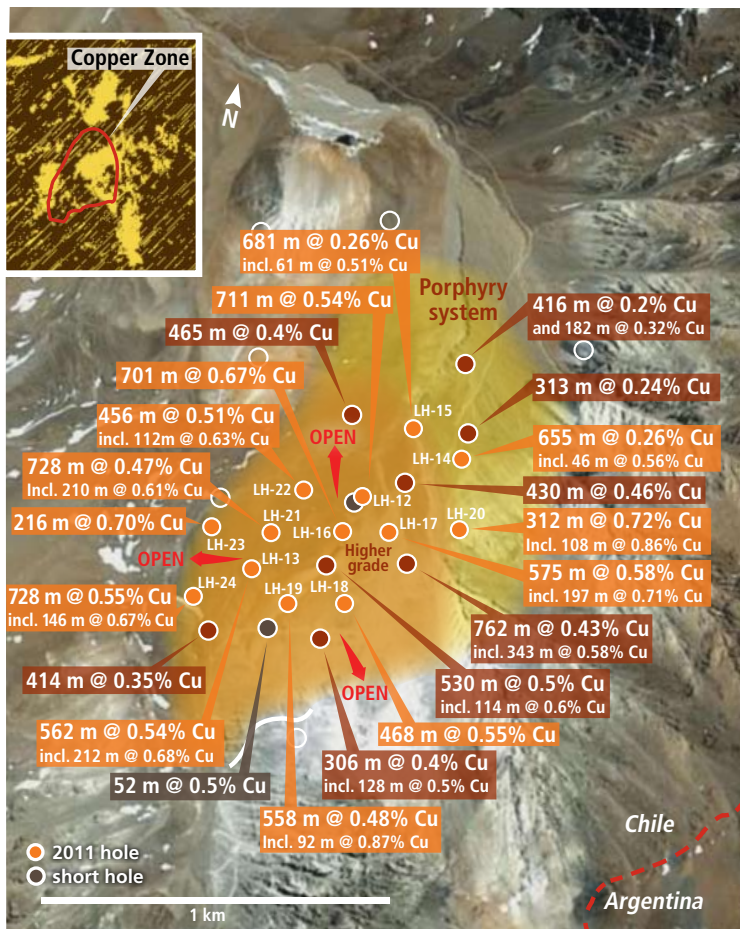 Copper Zone
N
681 m @ 0.26% Cu
incl. 61 m @ 0.51% Cu
711 m @ 0.54% Cu
Porphyry
system
416 m @ 0.2% Cu
and 182 m @ 0.32% Cu
465 m @ 0.4% Cu
701 m @ 0.67% Cu
313 m @ 0.24% Cu
456 m @ 0.51% Cu
incl. 112m @ 0.63% Cu
OPEN
LH-15
655 m @ 0.26% Cu
incl. 46 m @ 0.56% Cu
LH-14
728 m @ 0.47% Cu
Incl. 210 m @ 0.61% Cu
LH-22
LH-12
430 m @ 0.46% Cu
216 m @ 0.70% Cu
LH-23
LH-21
LH-16
LH-17
LH-20
312 m @ 0.72% Cu
Incl. 108 m @ 0.86% Cu
OPEN
LH-13
Higher
grade
575 m @ 0.58% Cu
incl. 197 m @ 0.71% Cu
LH-24
LH-19
LH-18
728 m @ 0.55% Cu
incl. 146 m @ 0.67% Cu
762 m @ 0.43% Cu
incl. 343 m @ 0.58% Cu
414 m @ 0.35% Cu
530 m @ 0.5% Cu
incl. 114 m @ 0.6% Cu
OPEN
562 m @ 0.54% Cu
incl. 212 m @ 0.68% Cu
468 m @ 0.55% Cu
52 m @ 0.5% Cu
306 m @ 0.4% Cu
incl. 128 m @ 0.5% Cu
558 m @ 0.48% Cu
Incl. 92 m @ 0.87% Cu
2011 hole
short hole
1 km
Chile
Argentina